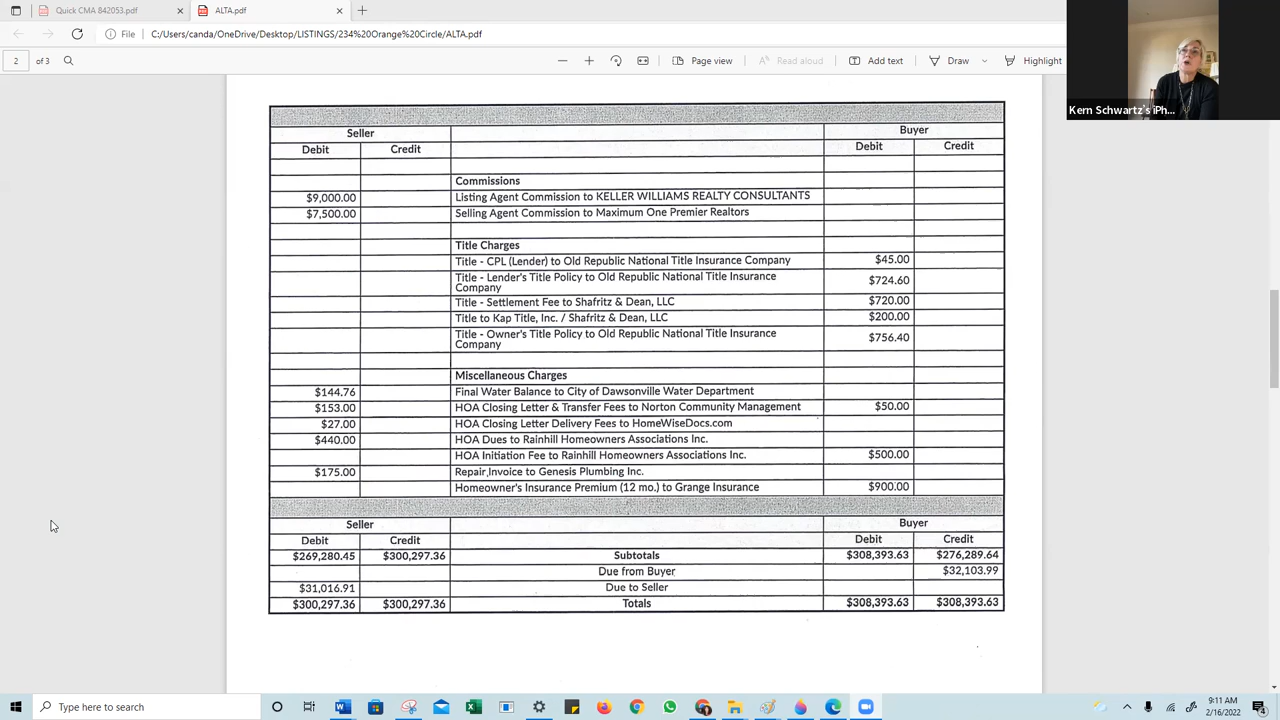 Quick CMA 842053.pdf
ALTA.pdf
File C:/Users/canda/OneDrive/Desktop/LISTINGS/234%20Orange%20Circle/ALTA.pdf
2 of 3 Page view Read aloud Add text Draw Highlight
Kern Schwartz's iPh...
Seller Buyer
Debit Credit Debit Credit
Commissions
$9,000.00 Listing Agent Commission to KELLER WILLIAMS REALTY CONSULTANTS
$7,500.00 Selling Agent Commission to Maximum One Premier Realtors
Title Charges
Title - CPL (Lender) to Old Republic National Title Insurance Company $45.00
Title - Lender's Title Policy to Old Republic National Title Insurance
Company $724.60
Title - Settlement Fee to Shafritz & Dean, LLC $720.00
Title to Kap Title, Inc. / Shafritz & Dean, LLC $200.00
Title - Owner's Title Policy to Old Republic National Title Insurance
Company $756.40
Miscellaneous Charges
$144.76 Final Water Balance to City of Dawsonville Water Department
$153.00 HOA Closing Letter & Transfer Fees to Norton Community Management $50.00
$27.00 HOA Closing Letter Delivery Fees to HomeWiseDocs.com
$440.00 HOA Dues to Rainhill Homeowners Associations Inc.
HOA Initiation Fee to Rainhill Homeowners Associations Inc. $500.00
$175.00 Repair Invoice to Genesis Plumbing Inc.
Homeowner's Insurance Premium (12 mo.) to Grange Insurance $900.00
Seller Buyer
Debit Credit Debit Credit
$269,280.45 $300,297.36 Subtotals $308,393.63 $276,289.64
Due from Buyer $32,103.99
$31,016.91 Due to Seller
$300,297.36 $300,297.36 Totals $308,393.63 $308,393.63
Type here to search
9:11 AM
2/16/2022
4